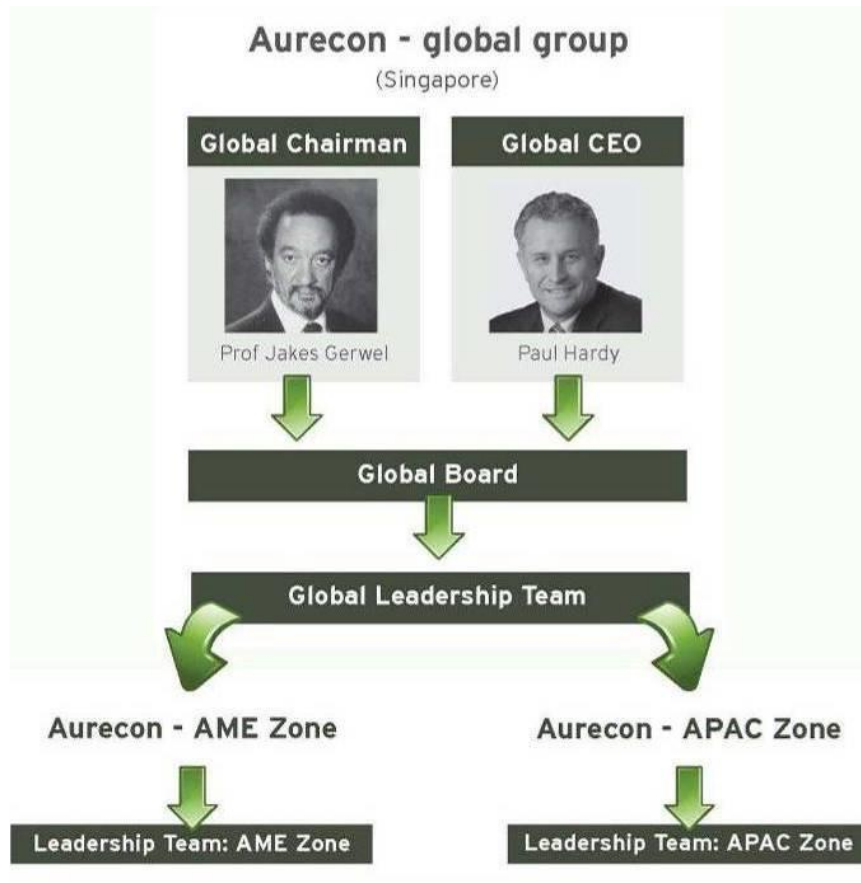 Aurecon - global group
(Singapore)
Global Chairman
Global CEO
Prof Jakes Gerwel
Paul Hardy
Global Board
Global Leadership Team
Aurecon - AME Zone
Aurecon - APAC Zone
Leadership Team: AME Zone
Leadership Team: APAC Zone